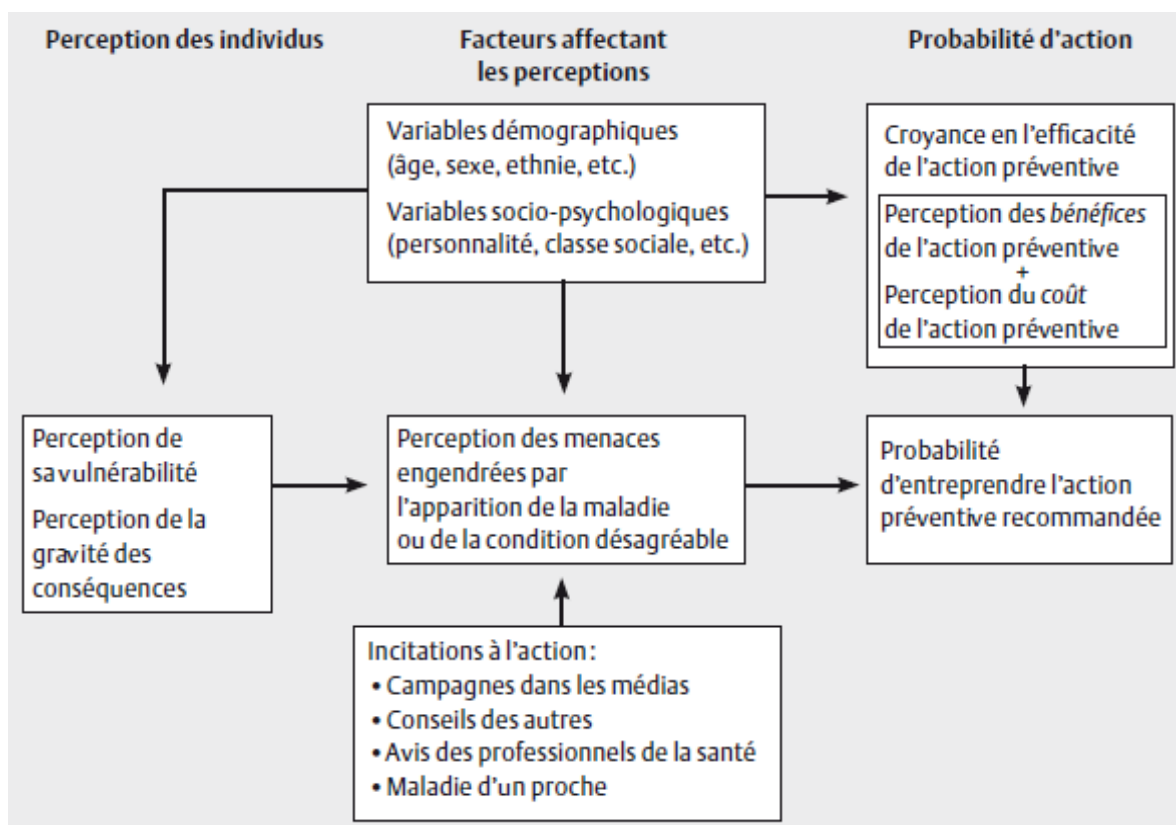 Perception des individus
Facteurs affectant
les perceptions
Probabilité d'action
Variables démographiques
(âge, sexe, ethnie, etc.)
Variables socio-psychologiques
(personnalité, classe sociale, etc.)
Croyance en l'efficacité
de l'action préventive
Perception des bénéfices
de l'action préventive
+
Perception du coût
de l'action préventive
Perception de
sa vulnérabilité
Perception de la
gravité des
conséquences
Perception des menaces
engendrées par
l'apparition de la maladie
ou de la condition désagréable
Probabilité
d'entreprendre l'action
préventive recommandée
Incitations à l'action :
• Campagnes dans les médias
• Conseils des autres
• Avis des professionnels de la santé
• Maladie d'un proche